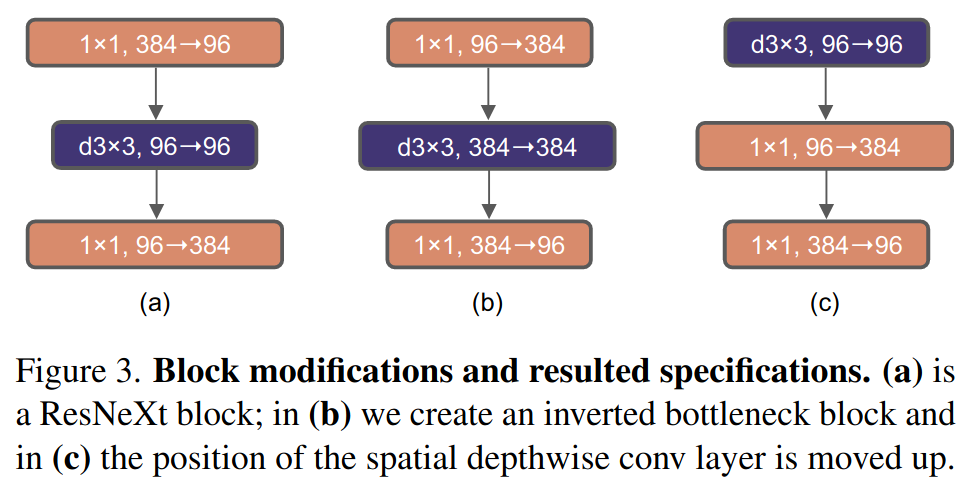 1×1, 384→96
d3×3, 96→96
1×1, 96→384
(a)
1×1, 96→384
d3×3, 384→384
1×1, 384→96
(b)
d3×3, 96→96
1×1, 96→384
1×1, 384→96
(c)
Figure 3. Block modifications and resulted specifications. (a) is
a ResNeXt block; in (b) we create an inverted bottleneck block and
in (c) the position of the spatial depthwise conv layer is moved up.